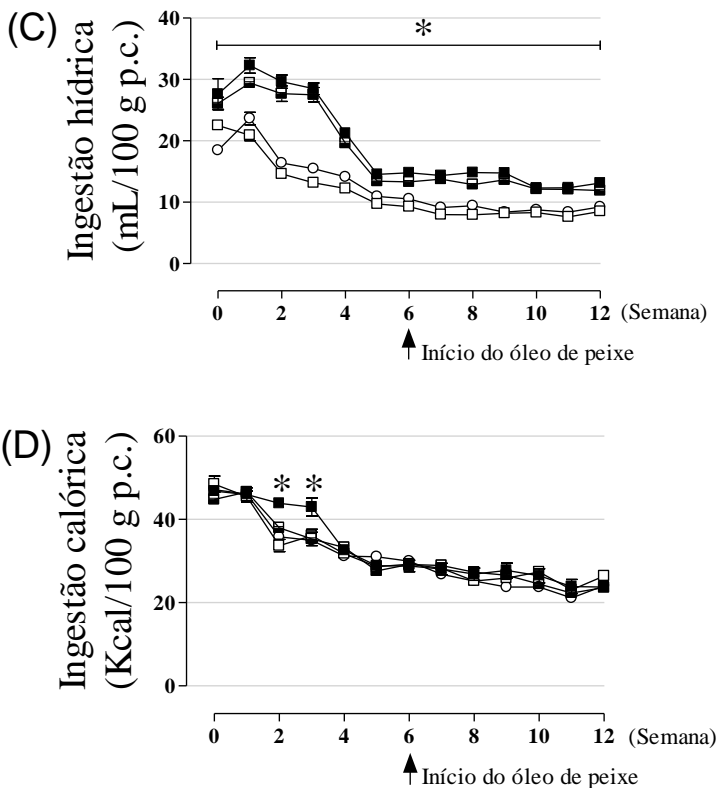 (C)
Ingestão hídrica
(mL/100 g p.c.)
40
30
20
10
0
*
0 2 4 6 8 10 12 (Semana)
Início do óleo de peixe
(D)
Ingestão calórica
(Kcal/100 g p.c.)
60
40
20
0
* *
0 2 4 6 8 10 12 (Semana)
Início do óleo de peixe